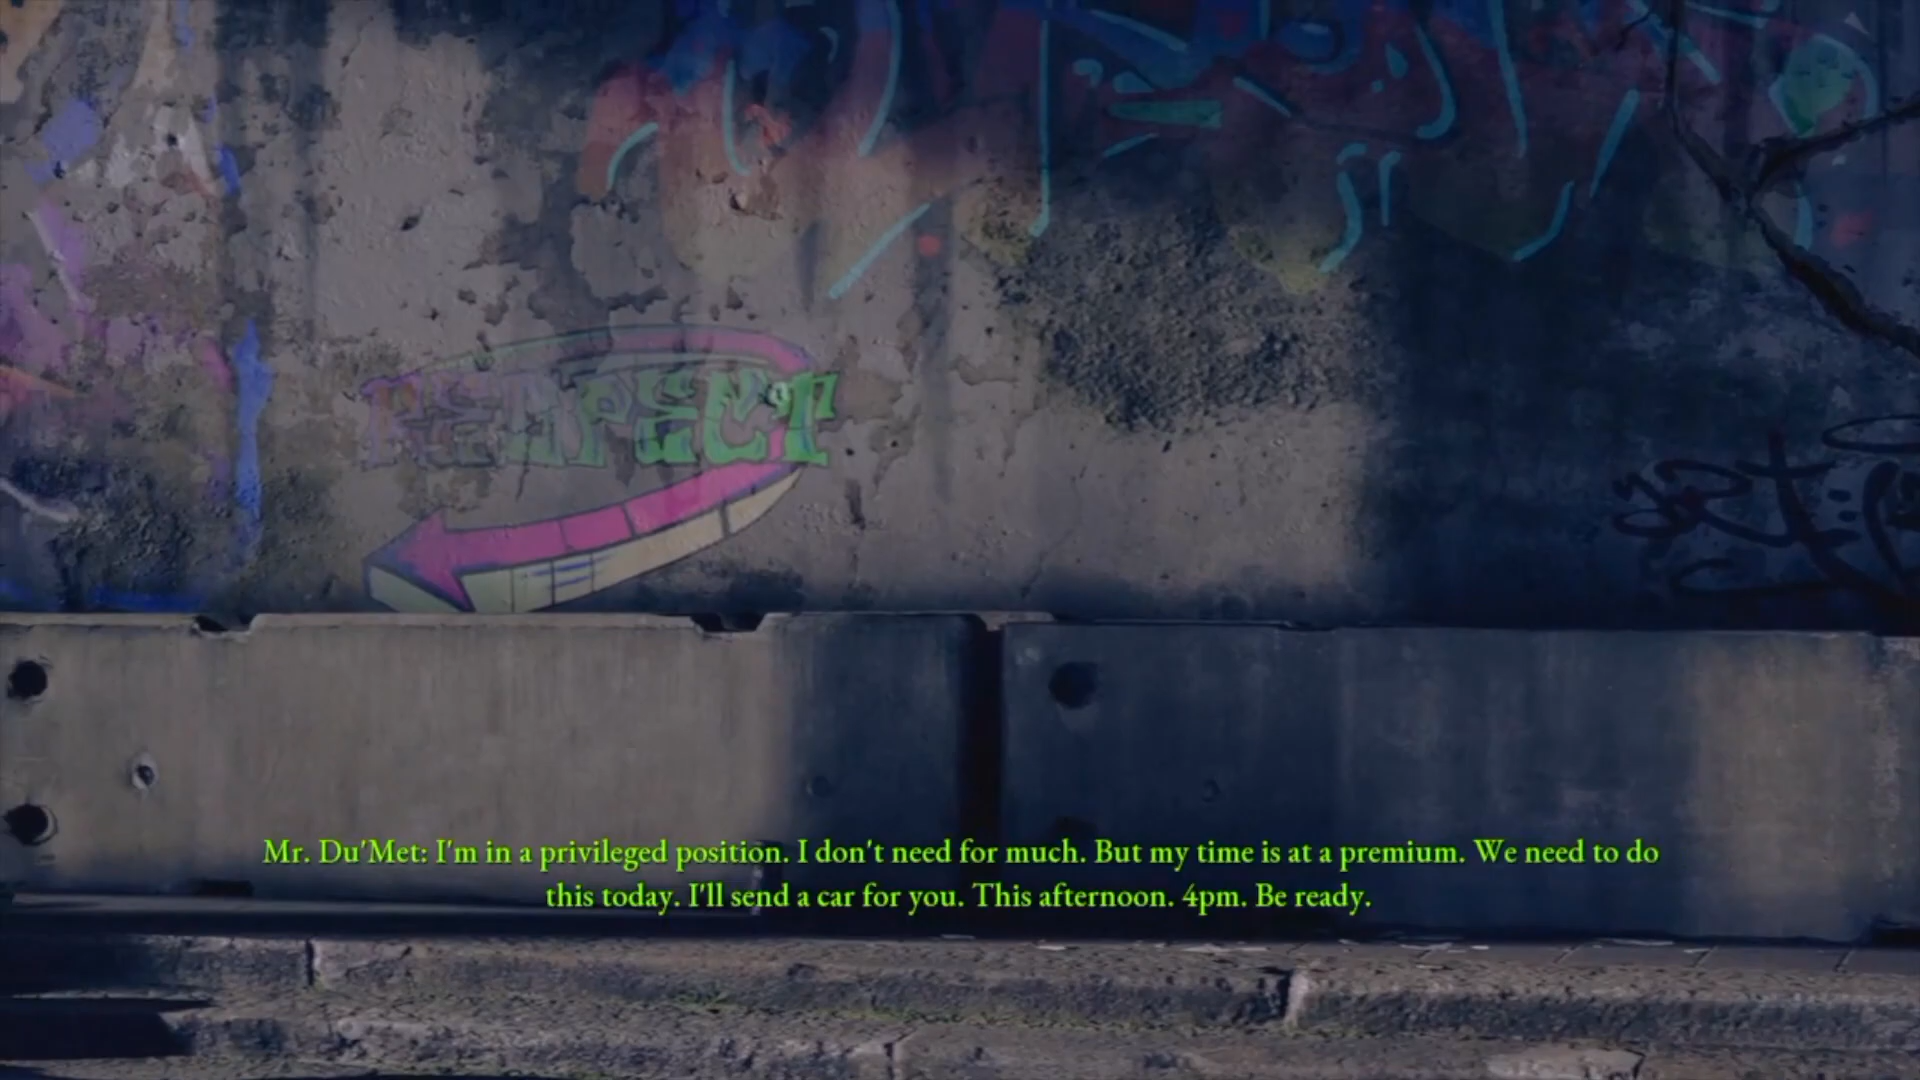 RESPECT
Mr. Du'Met: I'm in a privileged position. I don't need for much. But my time is at a premium. We need to do
this today. I'll send a car for you. This afternoon. 4pm. Be ready.